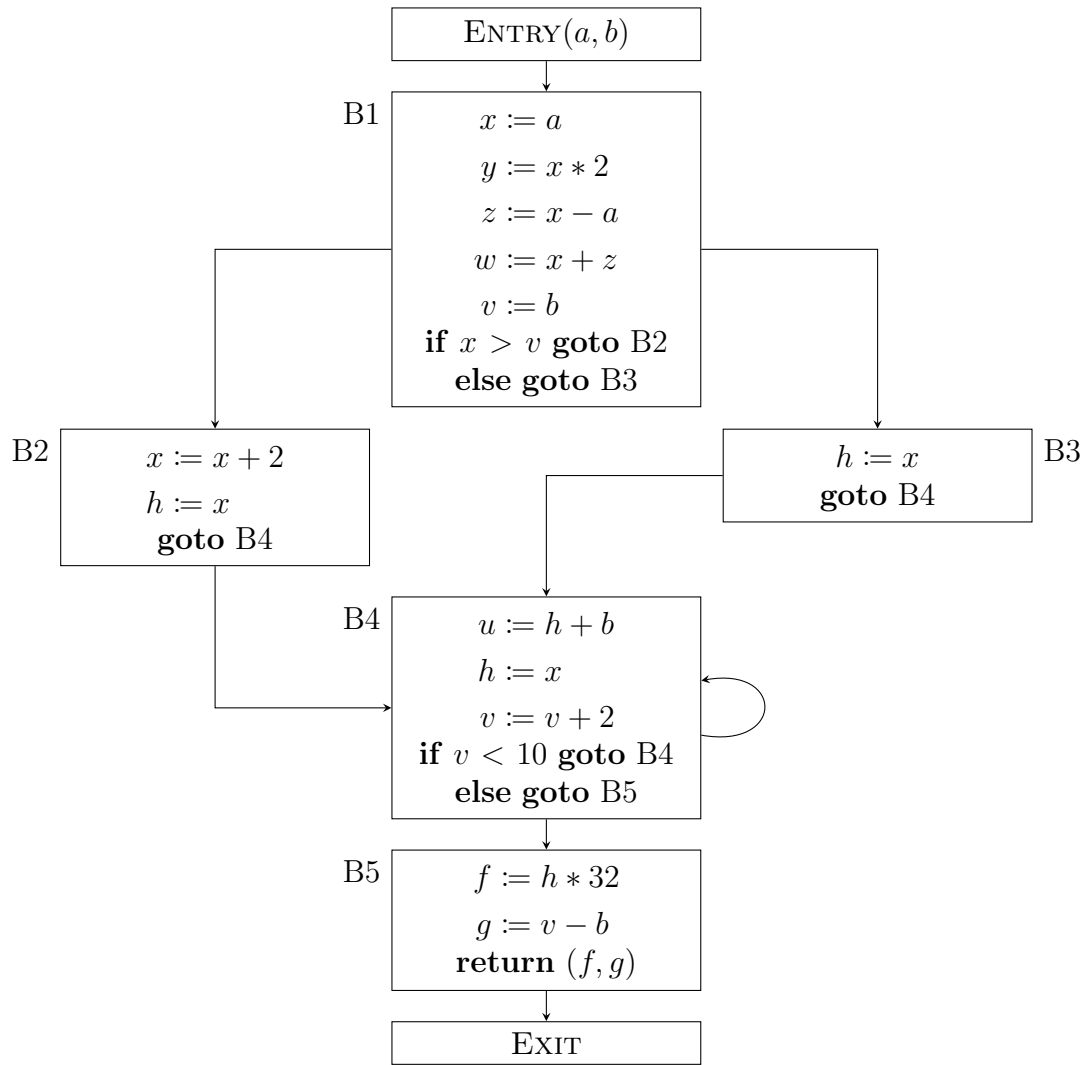 ENTRY(a, b)
B1
x := a
y := x ∗ 2
z := x − a
w := x + z
v := b
if x > v goto B2
else goto B3
B2
x := x + 2
h := x
goto B4
B3
h := x
goto B4
B4
u := h + b
h := x
v := v + 2
if v < 10 goto B4
else goto B5
B5
f := h ∗ 32
g := v − b
return (f, g)
EXIT